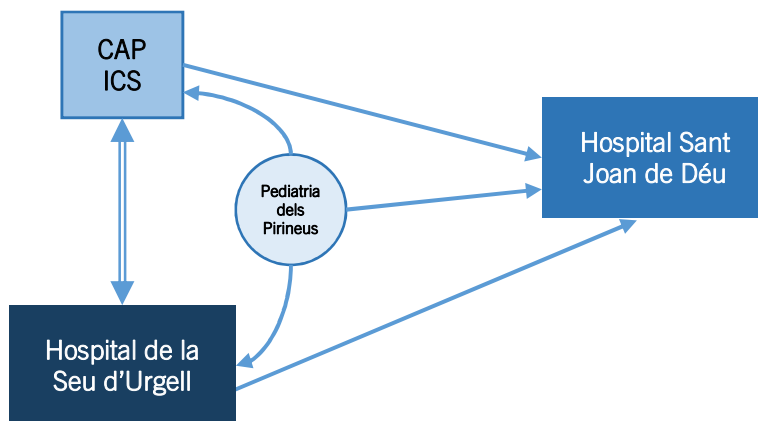 CAP
ICS
Hospital Sant
Joan de Déu
Pediatria
dels
Pirineus
Hospital de la
Seu d’Urgell